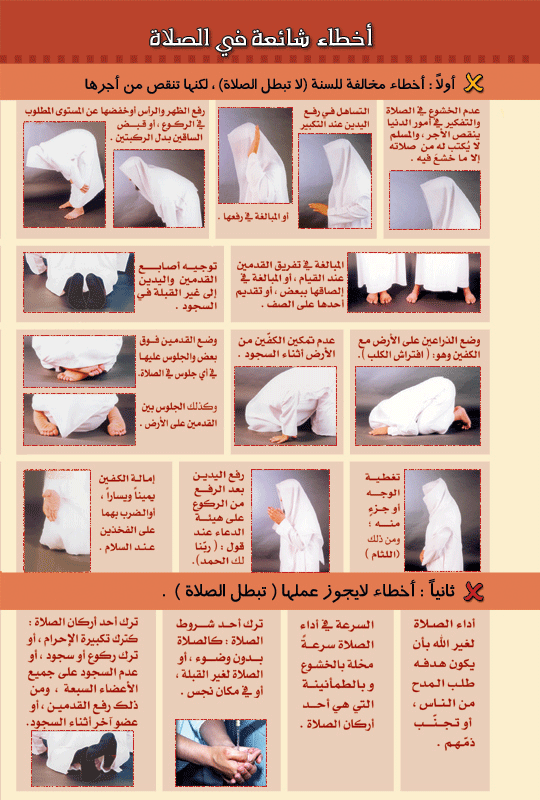 أخطاء شائعة في الصلاة
أولاً : أخطاء مخالفة للسنة (لا تبطل الصلاة) ، لكنها تنقص من أجرها
عدم الخشوع في الصلاة
والتفكير في أمور الدنيا
ينقص الأجر ، والمسلم
لا يُكتب له من صلاته
إلا ما خشع فيه .
التساهل في رفع
اليدين عند التكبير
أو المبالغة في رفعها .
رفع الظهر والرأس أوخفضها عن المستوى المطلوب
في الركوع ، أو قبض
الساقين بدل الركبتين .
المبالغة في تفريق القدمين
عند القيام ، أو المبالغة في
إلصاقها ببعض ، أو تقديم
أحدها على الصف .
توجيه أصابع
القدمين واليدين
إلى غير القبلة في
السجود .
وضع الذراعين على الأرض مع
الكفين وهو: ( افتراش الكلب ).
عدم تمكين الكفّين من
الأرض أثناء السجود .
وضع القدمين فوق
بعض والجلوس عليها
في أي جلوس في الصلاة.
وكذلك الجلوس بين
القدمين على الأرض .
تغطية
الوجه
أو جزءٍ
منه ؛
ومن ذلك
(اللثام )
رفع اليدين
بعد الرفع
من الركوع
على هيئة
الدعاء عند
قول : ( ربّنا
لك الحمد).
إمالة الكفين
يميناً ويساراً ،
أوالضرب بهما
على الفخذين
عند السلام .
ثانياً : أخطاء لايجوز عملها ( تبطل الصلاة ) .
أداء الصلاة
لغير الله بأن
يكون هدفه
طلب المدح
من الناس ،
أو تجنّب
ذمّهم .
السرعة في أداء
الصلاة سرعةً
مخلة بالخشوع
و بالطمأنينة
التي هي أحد
أركان الصلاة .
ترك أحد شروط
الصلاة : كالصلاة
بدون وضوء ، أو
الصلاة لغير القبلة ،
أو في مكان نجس .
ترك أحد أركان الصلاة :
كترك تكبيرة الإحرام ، أو
ترك ركوع أو سجود ، أو
عدم السجود على جميع
الأعضاء السبعة ، ومن
ذلك رفع القدمين ، أو
عضو آخر أثناء السجود.